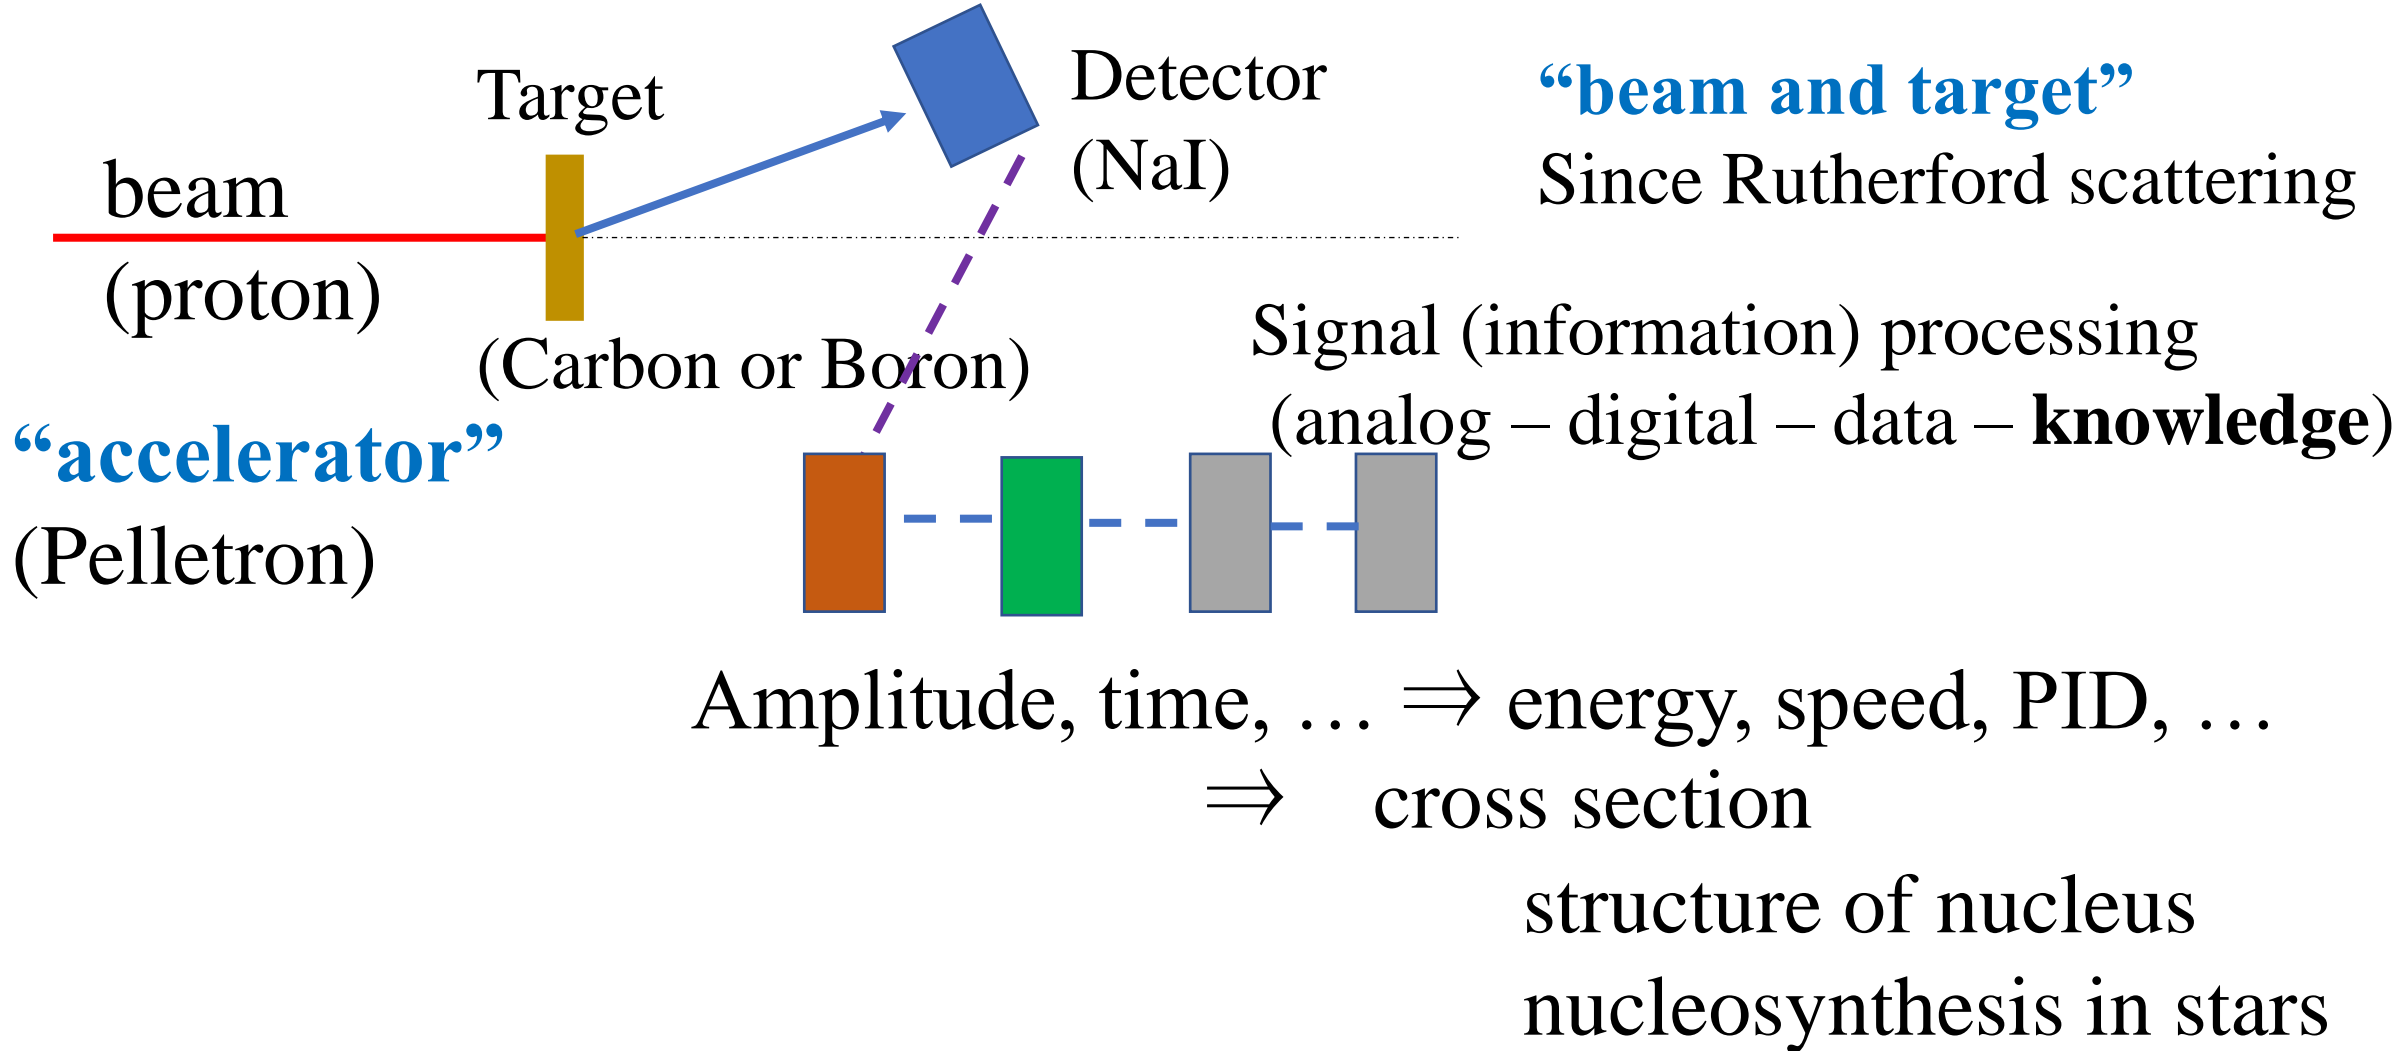 Target
beam
(proton)
(Carbon or Boron)
Detector
(NaI)
“beam and target”
Since Rutherford scattering
“accelerator”
(Pelletron)
Signal (information) processing
(analog – digital – data – knowledge)
Amplitude, time, … ⇒ energy, speed, PID, …
⇒ cross section
structure of nucleus
nucleosynthesis in stars